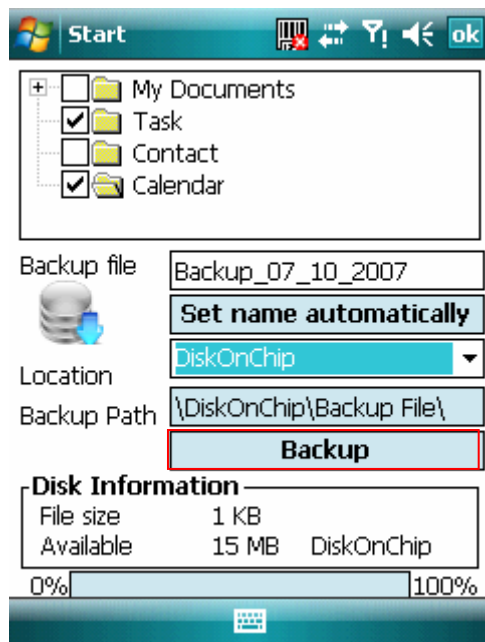 Start ok
My Documents
Task
Contact
Calendar
Backup file Backup_07_10_2007
Set name automatically
Location DiskOnChip
Backup Path \DiskOnChip\Backup File\
Backup
Disk Information
File size 1 KB
Available 15 MB DiskOnChip
0% 100%